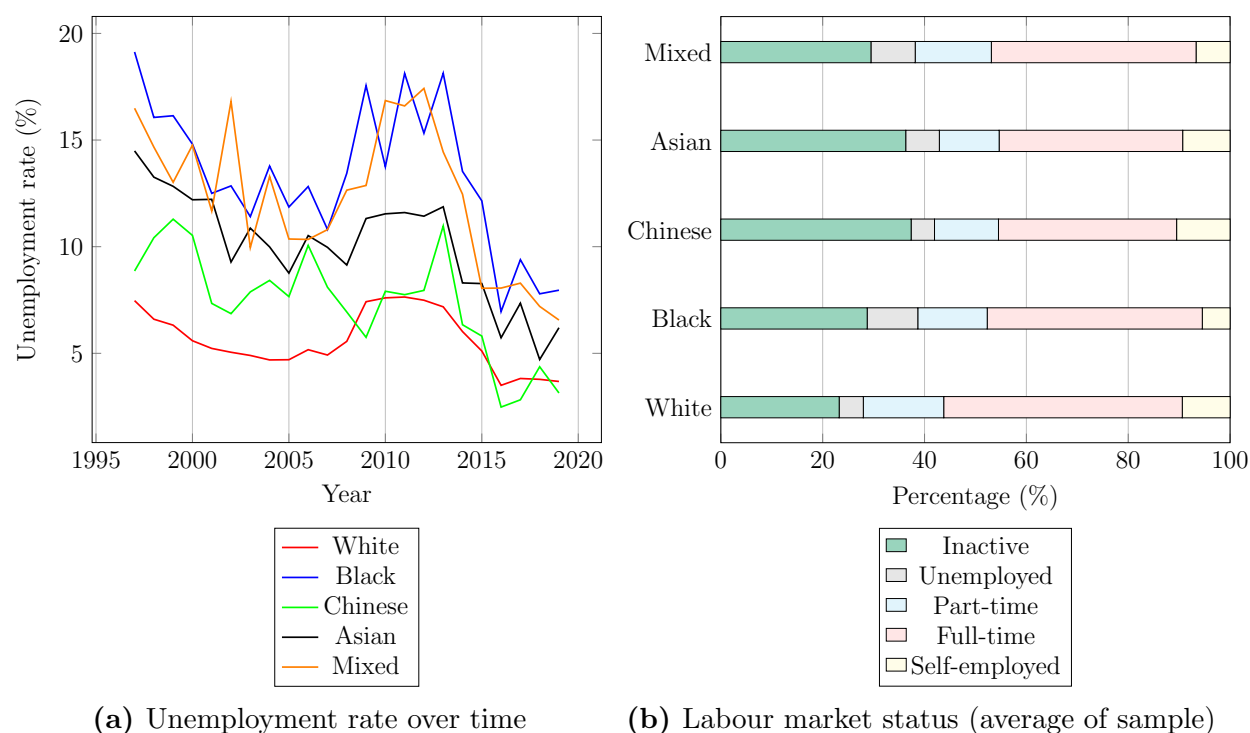 20
15
10
5
Unemployment rate (%)
1995 2000 2005 2010 2015 2020
Year
White
Black
Chinese
Asian
Mixed
(a) Unemployment rate over time
Mixed
Asian
Chinese
Black
White
0 20 40 60 80 100
Percentage (%)
Inactive
Unemployed
Part-time
Full-time
Self-employed
(b) Labour market status (average of sample)